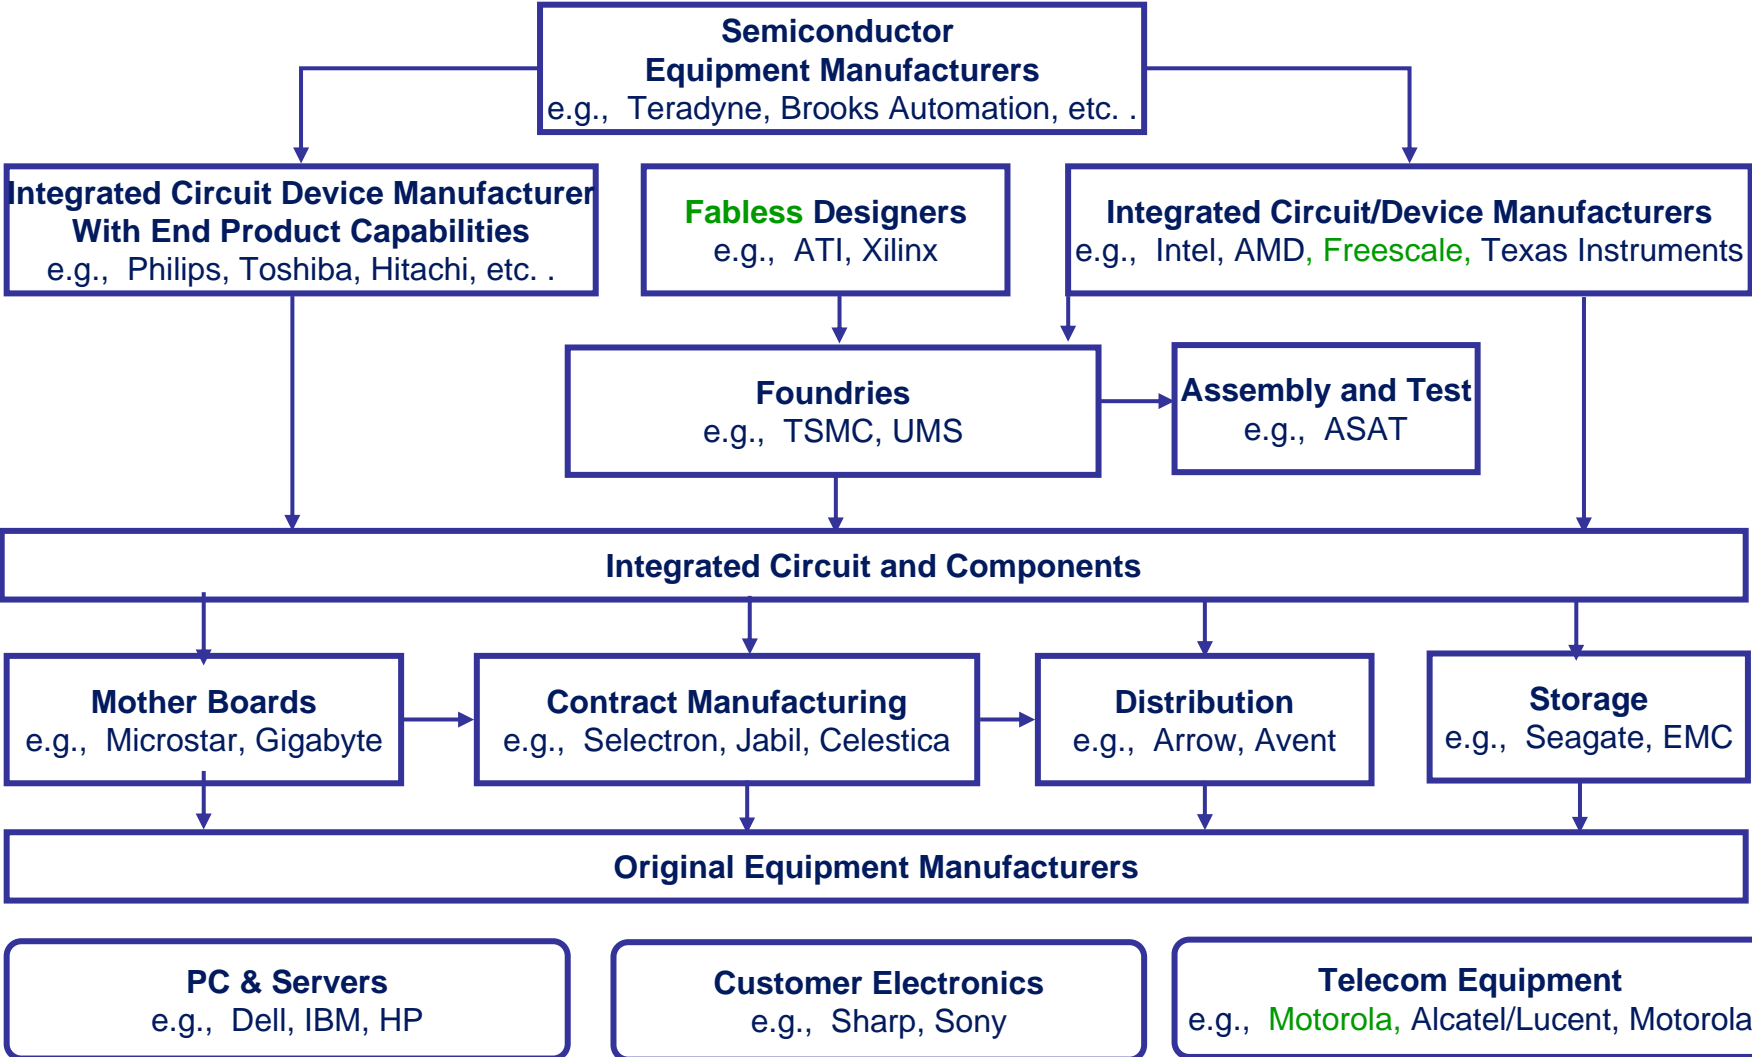 Semiconductor
Equipment Manufacturers
e.g., Teradyne, Brooks Automation, etc. .
Integrated Circuit Device Manufacturer
With End Product Capabilities
e.g., Philips, Toshiba, Hitachi, etc. .
Fabless Designers
e.g., ATI, Xilinx
Integrated Circuit/Device Manufacturers
e.g., Intel, AMD, Freescale, Texas Instruments
Foundries
e.g., TSMC, UMS
Assembly and Test
e.g., ASAT
Integrated Circuit and Components
Mother Boards
e.g., Microstar, Gigabyte
Contract Manufacturing
e.g., Selectron, Jabil, Celestica
Distribution
e.g., Arrow, Avent
Storage
e.g., Seagate, EMC
Original Equipment Manufacturers
PC & Servers
e.g., Dell, IBM, HP
Customer Electronics
e.g., Sharp, Sony
Telecom Equipment
e.g., Motorola, Alcatel/Lucent, Motorola